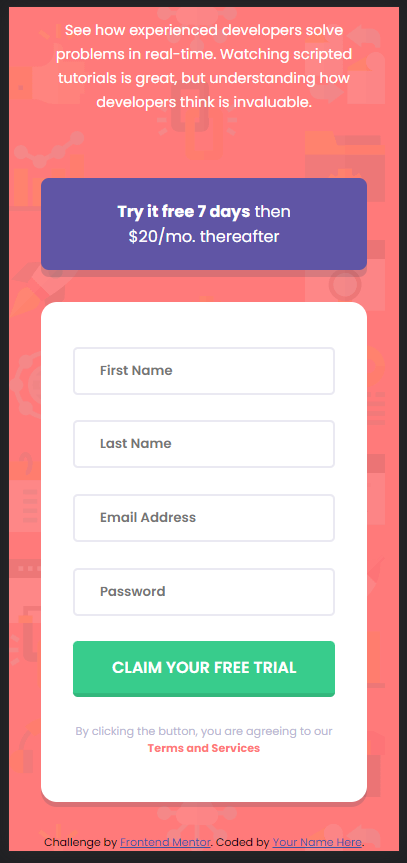 See how experienced developers solve
problems in real-time. Watching scripted
tutorials is great, but understanding how
developers think is invaluable.
Try it free 7 days then
$20/mo. thereafter
First Name
Last Name
Email Address
Password
CLAIM YOUR FREE TRIAL
By clicking the button, you are agreeing to our
Terms and Services
Challenge by Frontend Mentor. Coded by Your Name Here.